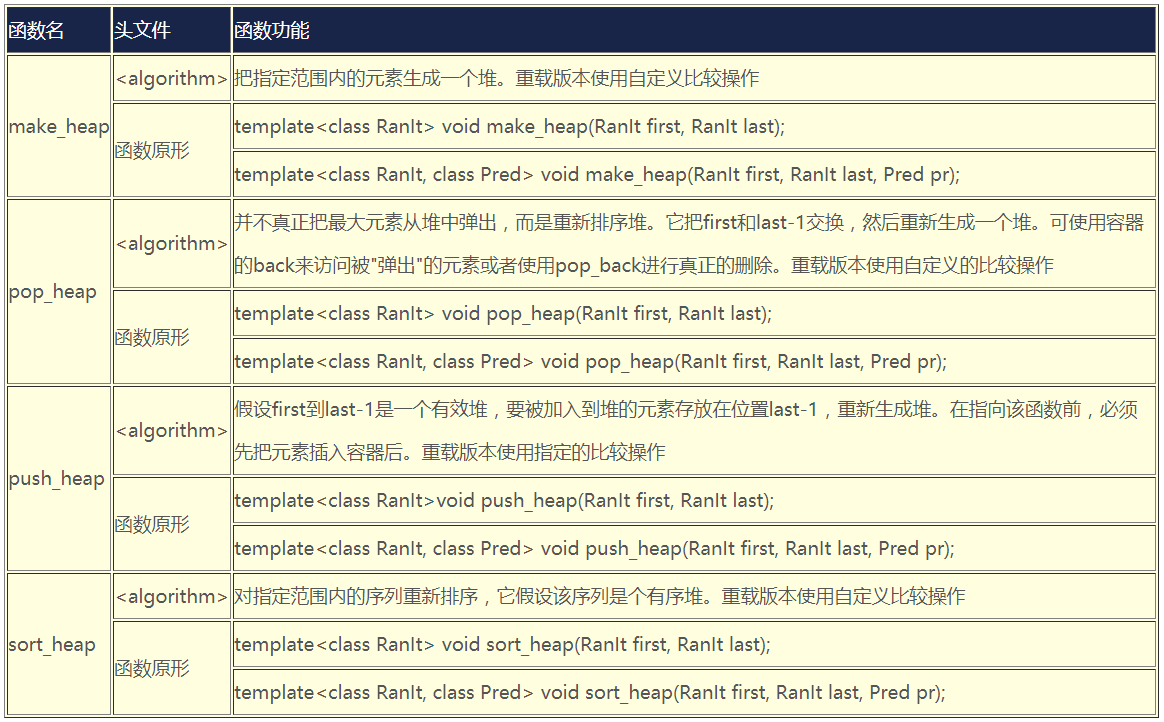 函数名 头文件 函数功能
make_heap <algorithm> 把指定范围内的元素生成一个堆。重载版本使用自定义比较操作
函数原形 template<class RanIt> void make_heap(RanIt first, RanIt last);
template<class RanIt, class Pred> void make_heap(RanIt first, RanIt last, Pred pr);
pop_heap <algorithm> 并不真正把最大元素从堆中弹出，而是重新排序堆。它把first和last-1交换，然后重新生成一个堆。可使用容器
的back来访问被"弹出"的元素或者使用pop_back进行真正的删除。重载版本使用自定义的比较操作
函数原形 template<class RanIt> void pop_heap(RanIt first, RanIt last);
template<class RanIt, class Pred> void pop_heap(RanIt first, RanIt last, Pred pr);
push_heap <algorithm> 假设first到last-1是一个有效堆，要被加入到堆的元素存放在位置last-1，重新生成堆。在指向该函数前，必须
先把元素插入容器后。重载版本使用指定的比较操作
函数原形 template<class RanIt>void push_heap(RanIt first, RanIt last);
template<class RanIt, class Pred> void push_heap(RanIt first, RanIt last, Pred pr);
sort_heap <algorithm> 对指定范围内的序列重新排序，它假设该序列是个有序堆。重载版本使用自定义比较操作
函数原形 template<class RanIt> void sort_heap(RanIt first, RanIt last);
template<class RanIt, class Pred> void sort_heap(RanIt first, RanIt last, Pred pr);